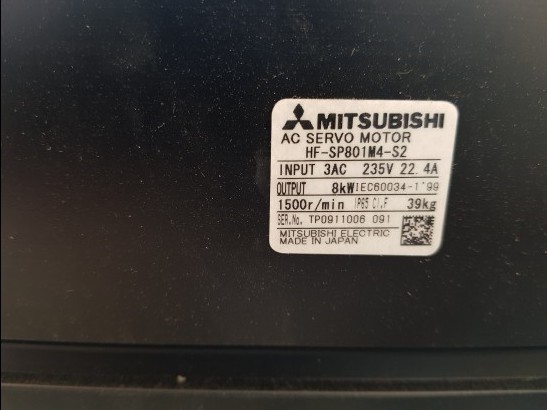 MITSUBISHI
AC SERVO MOTOR
HF-SP801M4-S2
INPUT 3AC 235V 22.4A
OUTPUT 8kW IEC60034-1'99
1500r/min IP65 Cl.F 39kg
SER.No. TP0911006 091
MITSUBISHI ELECTRIC
MADE IN JAPAN